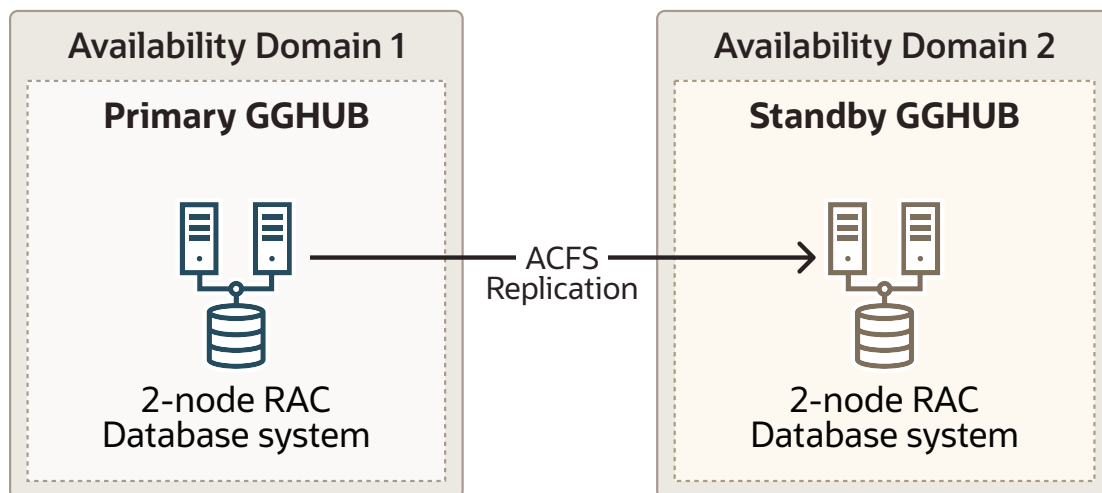 Availability Domain 1
Primary GGHUB
2-node RAC
Database system
ACFS
Replication
Availability Domain 2
Standby GGHUB
2-node RAC
Database system